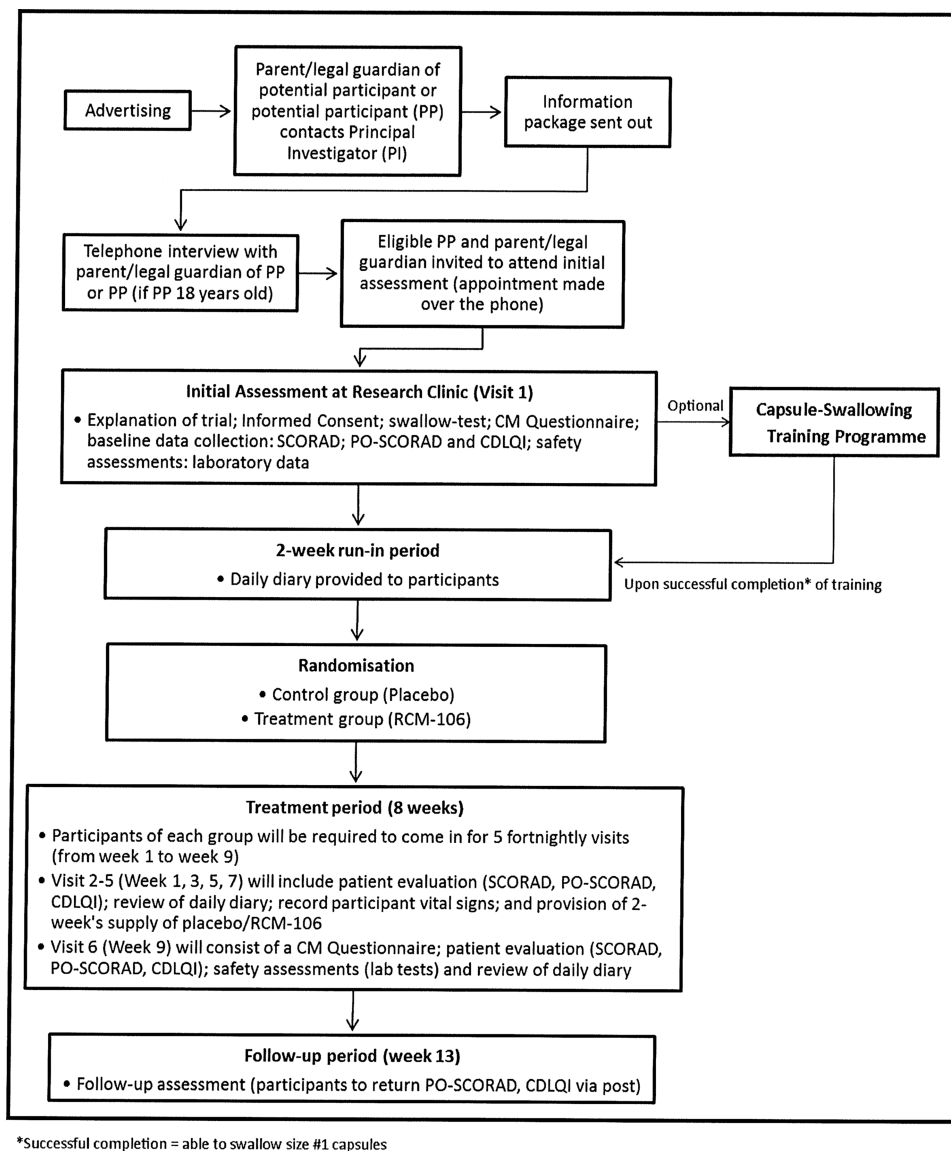 Advertising
Parent/legal guardian of
potential participant or
potential participant (PP)
contacts Principal
Investigator (PI)
Information
package sent out
Telephone interview with
parent/legal guardian of PP
or PP (if PP 18 years old)
Eligible PP and parent/legal
guardian invited to attend initial
assessment (appointment made
over the phone)
Initial Assessment at Research Clinic (Visit 1)
• Explanation of trial; Informed Consent; swallow-test; CM Questionnaire;
baseline data collection: SCORAD; PO-SCORAD and CDLQI; safety
assessments: laboratory data
Optional
Capsule-Swallowing
Training Programme
2-week run-in period
• Daily diary provided to participants
Upon successful completion* of training
Randomisation
• Control group (Placebo)
• Treatment group (RCM-106)
Treatment period (8 weeks)
• Participants of each group will be required to come in for 5 fortnightly visits
(from week 1 to week 9)
• Visit 2-5 (Week 1, 3, 5, 7) will include patient evaluation (SCORAD, PO-SCORAD,
CDLQI); review of daily diary; record participant vital signs; and provision of 2-
week's supply of placebo/RCM-106
• Visit 6 (Week 9) will consist of a CM Questionnaire; patient evaluation (SCORAD,
PO-SCORAD, CDLQI); safety assessments (lab tests) and review of daily diary
Follow-up period (week 13)
• Follow-up assessment (participants to return PO-SCORAD, CDLQI via post)
*Successful completion = able to swallow size #1 capsules